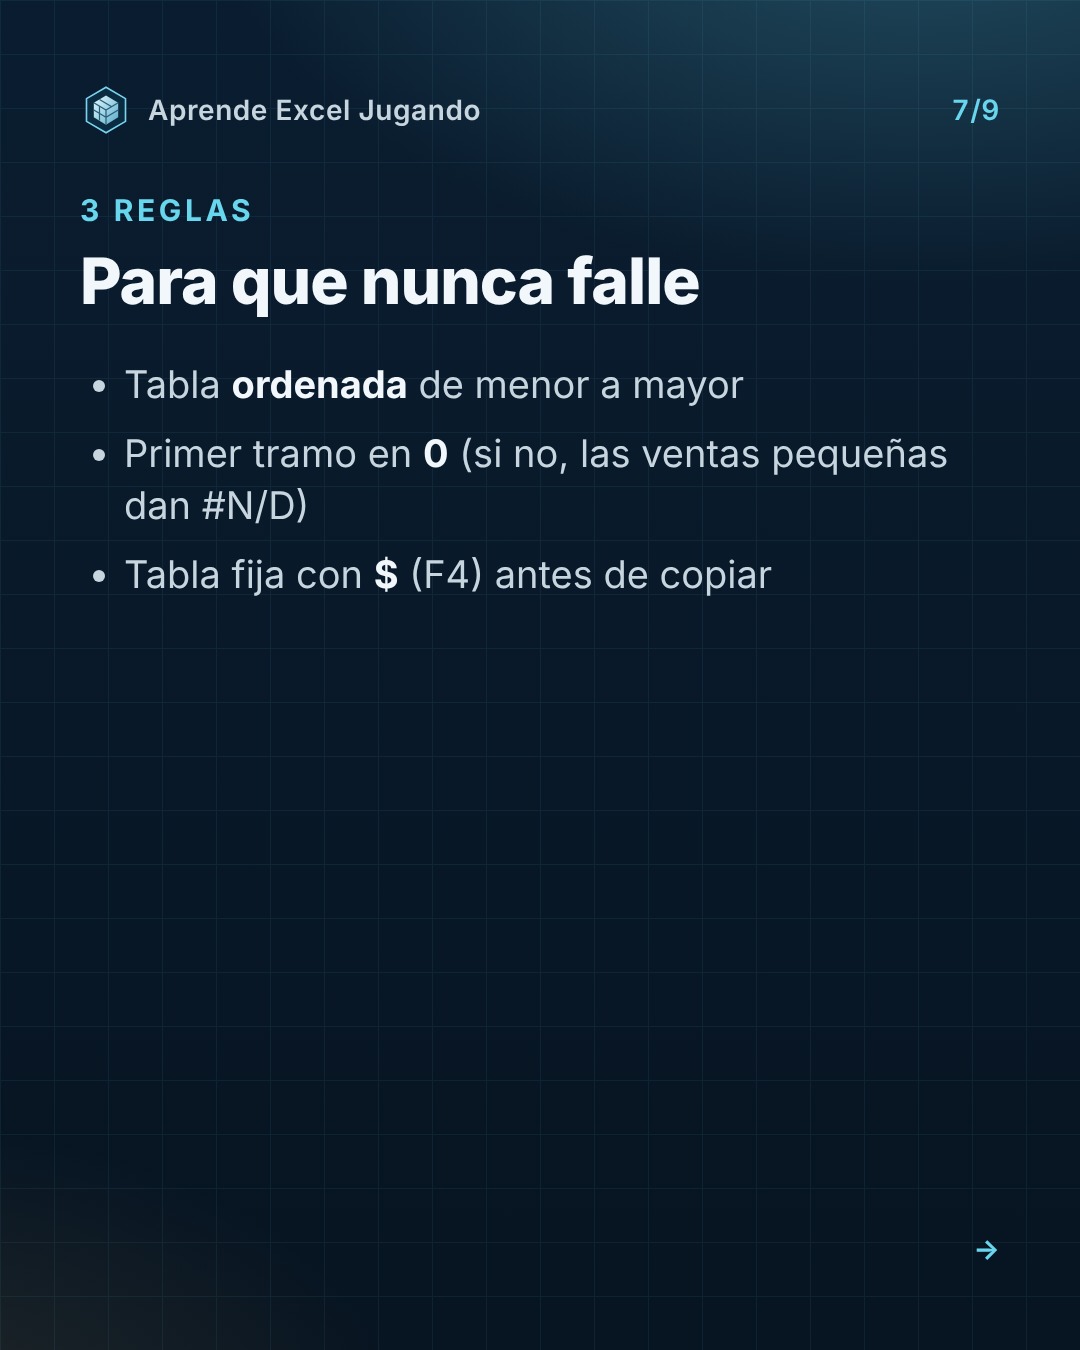 Aprende Excel Jugando
7/9
3 REGLAS
Para que nunca falle
• Tabla ordenada de menor a mayor
• Primer tramo en 0 (si no, las ventas pequeñas
dan #N/D)
• Tabla fija con $ (F4) antes de copiar
→